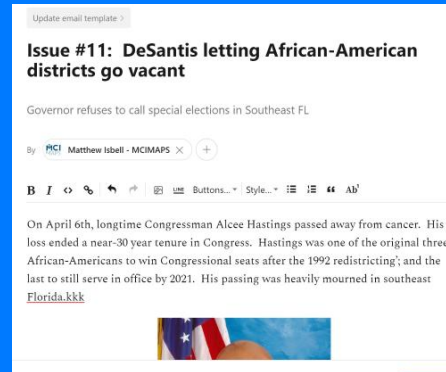 Update email template >
Issue #11:  DeSantis letting African-American
districts go vacant
Governor refuses to call special elections in Southeast FL
By MCI MAPS Matthew Isbell - MCIMAPS × +
B I <> LINE Buttons... Style... “ Ab¹
On April 6th, longtime Congressman Alcee Hastings passed away from cancer.  His
loss ended a near-30 year tenure in Congress.  Hastings was one of the original three
African-Americans to win Congressional seats after the 1992 redistricting’; and the
last to still serve in office by 2021.  His passing was heavily mourned in southeast
Florida.kkk